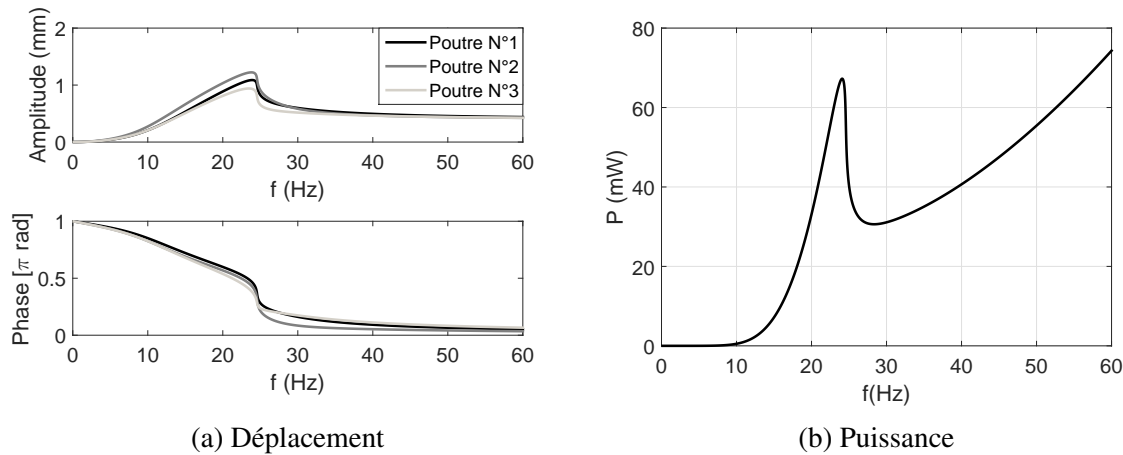 Amplitude (mm)
2
1
0
Poutre N°1
Poutre N°2
Poutre N°3
0 10 20 30 40 50 60
f (Hz)
Phase [π rad]
1
0.5
0
0 10 20 30 40 50 60
f (Hz)
(a) Déplacement
P (mW)
80
60
40
20
0
0 10 20 30 40 50 60
f(Hz)
(b) Puissance